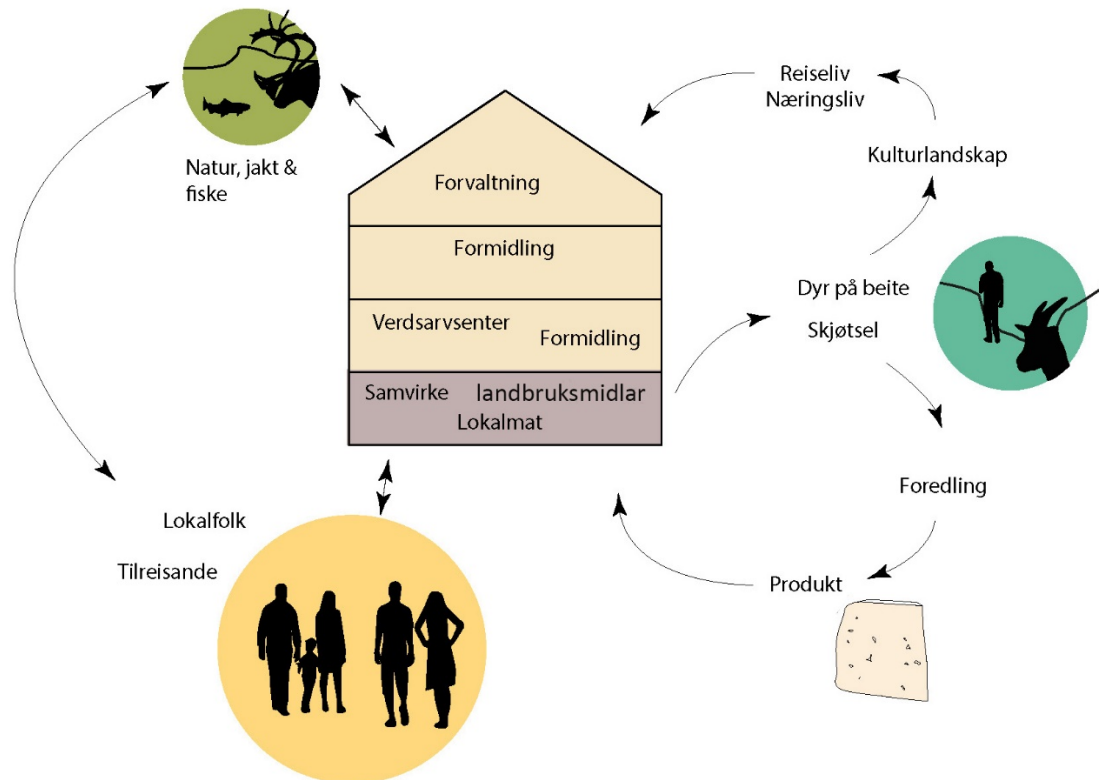 Natur, jakt &
fiske
Reiseliv
Næringsliv
Kulturlandskap
Forvaltning
Formidling
Verdsarvsenter
Formidling
Samvirke landbruksmidlar
Lokalmat
Dyr på beite
Skjøtsel
Foredling
Produkt
Lokalfolk
Tilreisande